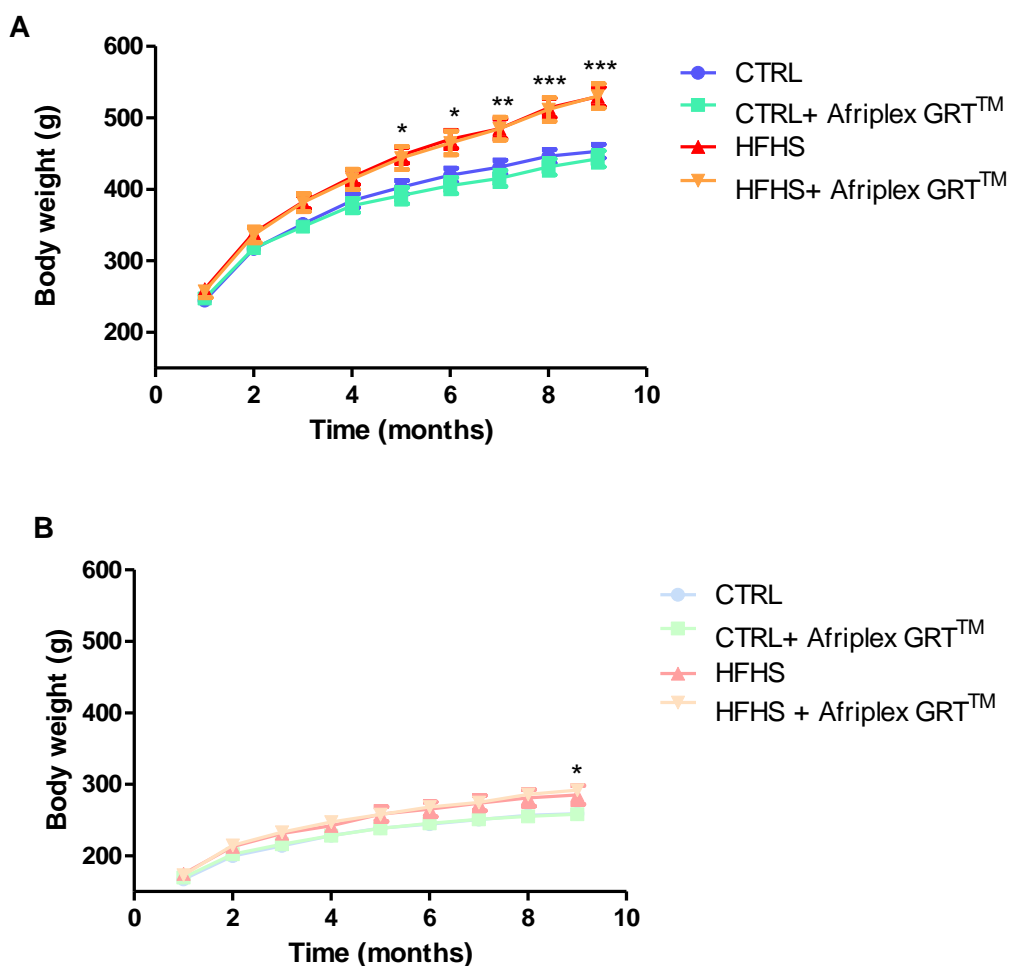 A
600
500
400
300
200
0 2 4 6 8 10
Body weight (g)
Time (months)
* * ** *** ***
CTRL
CTRL+ Afriplex GRT™
HFHS
HFHS+ Afriplex GRT™
B
600
500
400
300
200
0 2 4 6 8 10
Body weight (g)
Time (months)
*
CTRL
CTRL+ Afriplex GRT™
HFHS
HFHS + Afriplex GRT™